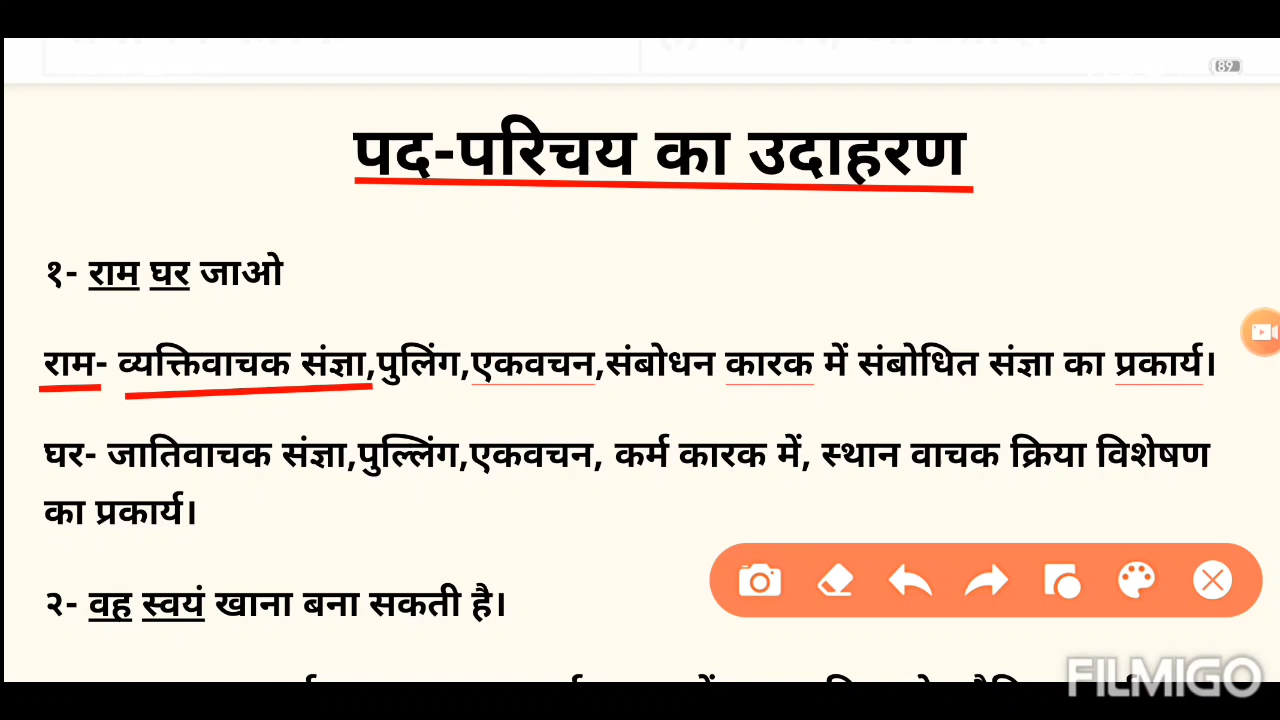 89
पद-परिचय का उदाहरण
१- राम घर जाओ
राम- व्यक्तिवाचक संज्ञा,पुलिंग,एकवचन,संबोधन कारक में संबोधित संज्ञा का प्रकार्य।
घर- जातिवाचक संज्ञा,पुल्लिंग,एकवचन, कर्म कारक में, स्थान वाचक क्रिया विशेषण
का प्रकार्य।
२- वह स्वयं खाना बना सकती है।
FILMIGO